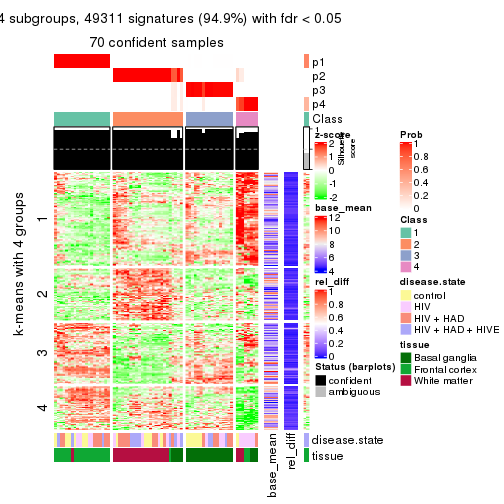 4 subgroups, 49311 signatures (94.9%) with fdr < 0.05
70 confident samples
p1
p2
p3
p4
Class
1
Silhouette
score
k-means with 4 groups
1
2
3
4
disease.state
tissue
base_mean
rel_diff
z-score
2
1
0
-1
-2
base_mean
12
10
8
6
4
rel_diff
1
0.8
0.6
0.4
0.2
0
Status (barplots)
confident
ambiguous
Prob
1
0.8
0.6
0.4
0.2
0
Class
1
2
3
4
disease.state
control
HIV
HIV + HAD
HIV + HAD + HIVE
tissue
Basal ganglia
Frontal cortex
White matter